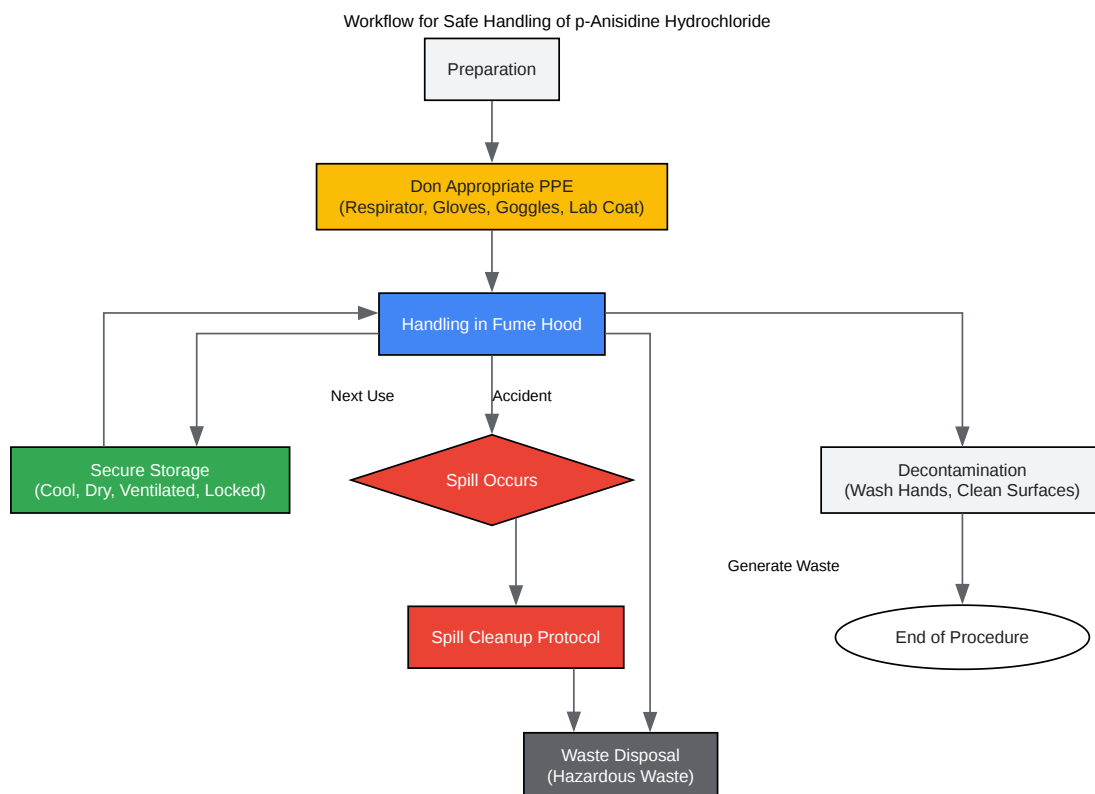 Workflow for Safe Handling of p-Anisidine Hydrochloride
Preparation
Don Appropriate PPE
(Respirator, Gloves, Goggles, Lab Coat)
Handling in Fume Hood
Next Use
Accident
Secure Storage
(Cool, Dry, Ventilated, Locked)
Spill Occurs
Decontamination
(Wash Hands, Clean Surfaces)
Generate Waste
Spill Cleanup Protocol
End of Procedure
Waste Disposal
(Hazardous Waste)